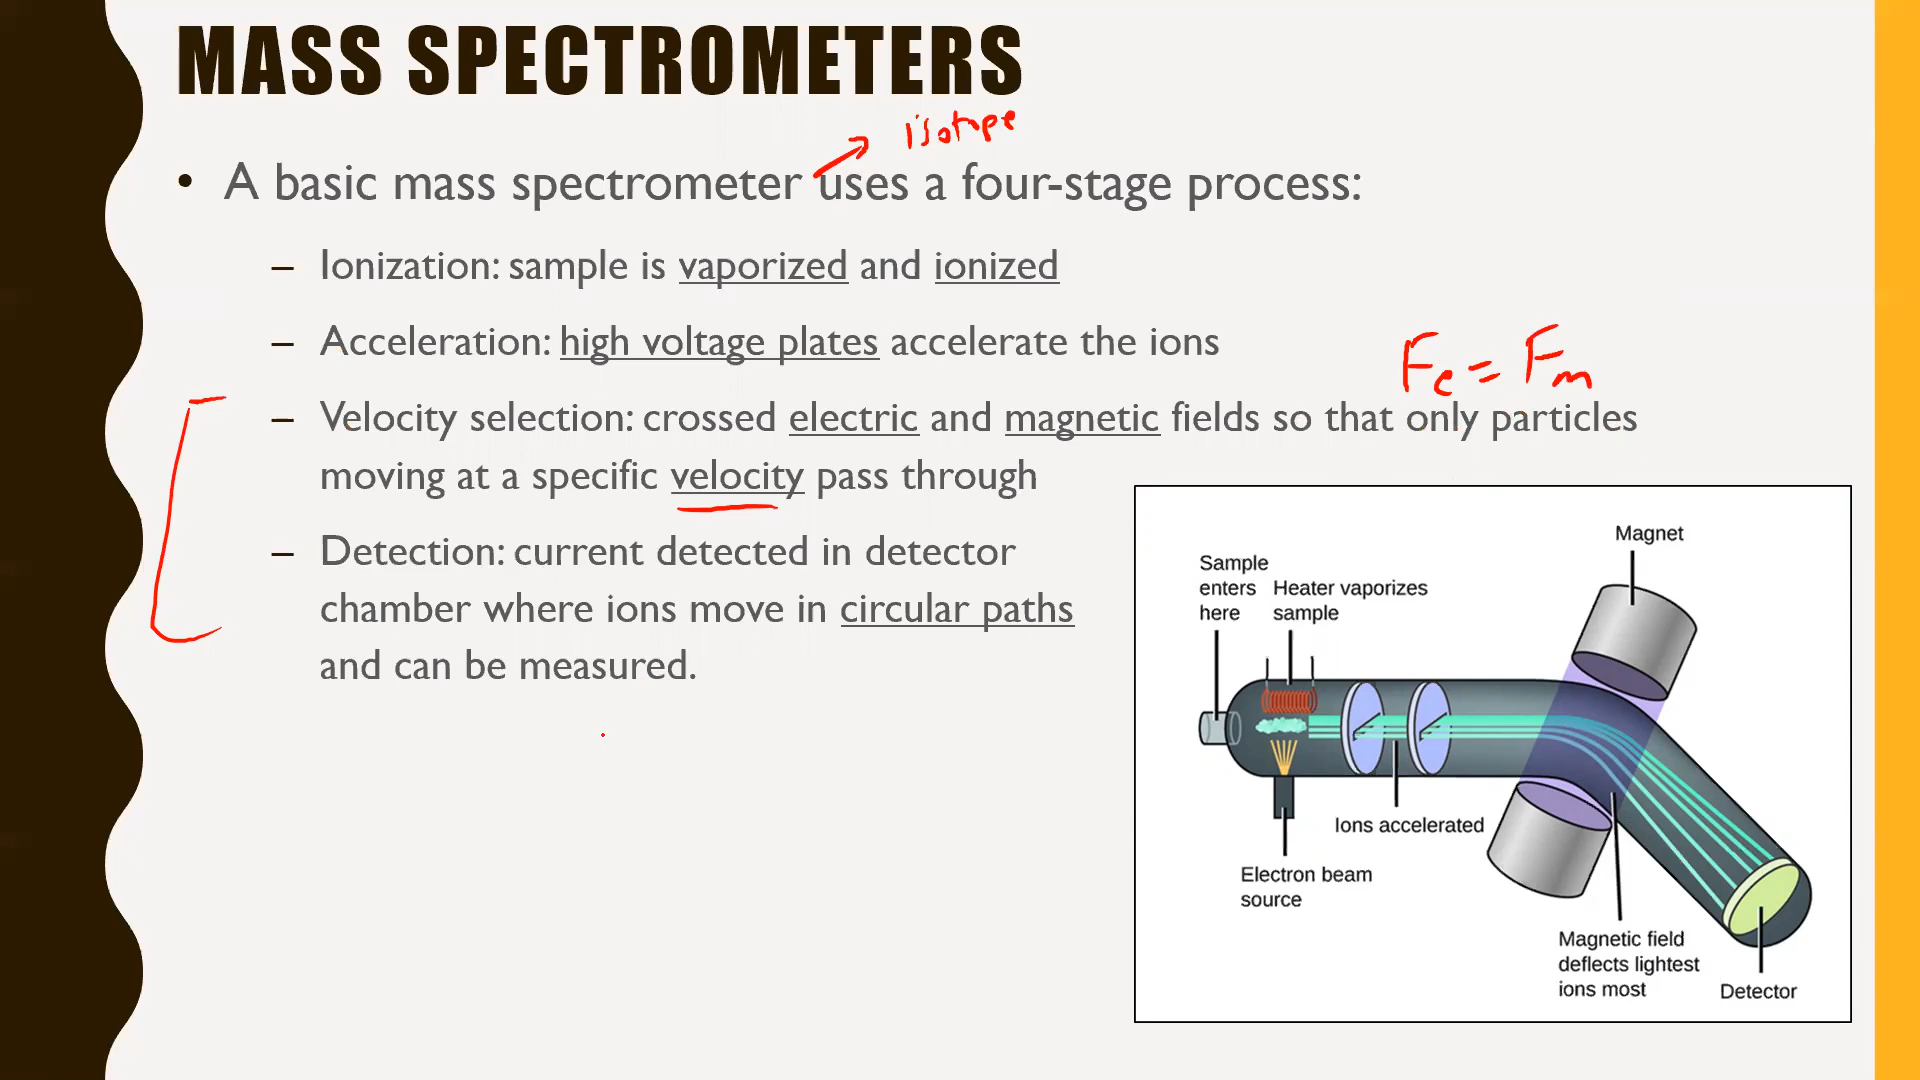 MASS SPECTROMETERS
isotope
• A basic mass spectrometer uses a four-stage process:
– Ionization: sample is vaporized and ionized
– Acceleration: high voltage plates accelerate the ions
Fe = Fm
– Velocity selection: crossed electric and magnetic fields so that only particles
moving at a specific velocity pass through
– Detection: current detected in detector
chamber where ions move in circular paths
and can be measured.
Magnet
Sample
enters
here
Heater vaporizes
sample
Ions accelerated
Electron beam
source
Magnetic field
deflects lightest
ions most
Detector